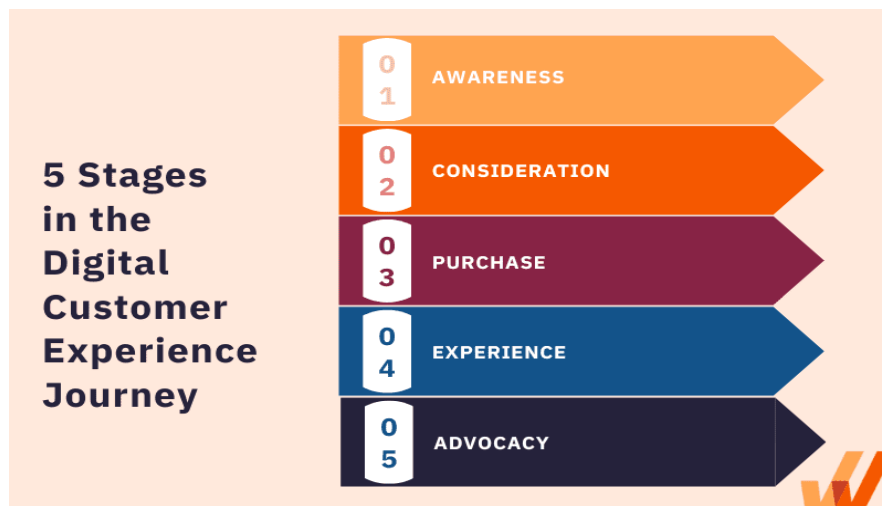 5 Stages
in the
Digital
Customer
Experience
Journey
0
1
AWARENESS
0
2
CONSIDERATION
0
3
PURCHASE
0
4
EXPERIENCE
0
5
ADVOCACY